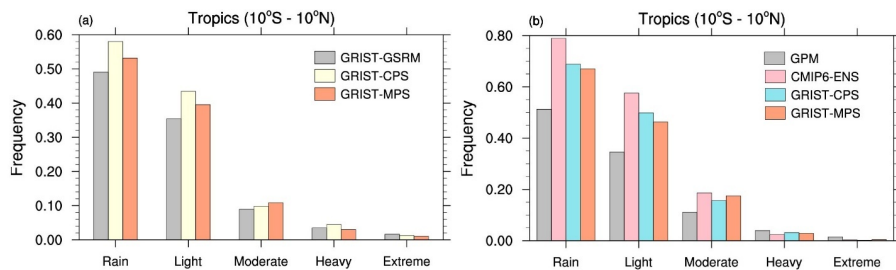 (a) Tropics (10°S - 10°N)
0.60
0.50
0.40
0.30
0.20
0.10
0.00
Frequency
GRIST-GSRM
GRIST-CPS
GRIST-MPS
Rain Light Moderate Heavy Extreme
(b) Tropics (10°S - 10°N)
0.80
0.60
0.40
0.20
0.00
Frequency
GPM
CMIP6-ENS
GRIST-CPS
GRIST-MPS
Rain Light Moderate Heavy Extreme